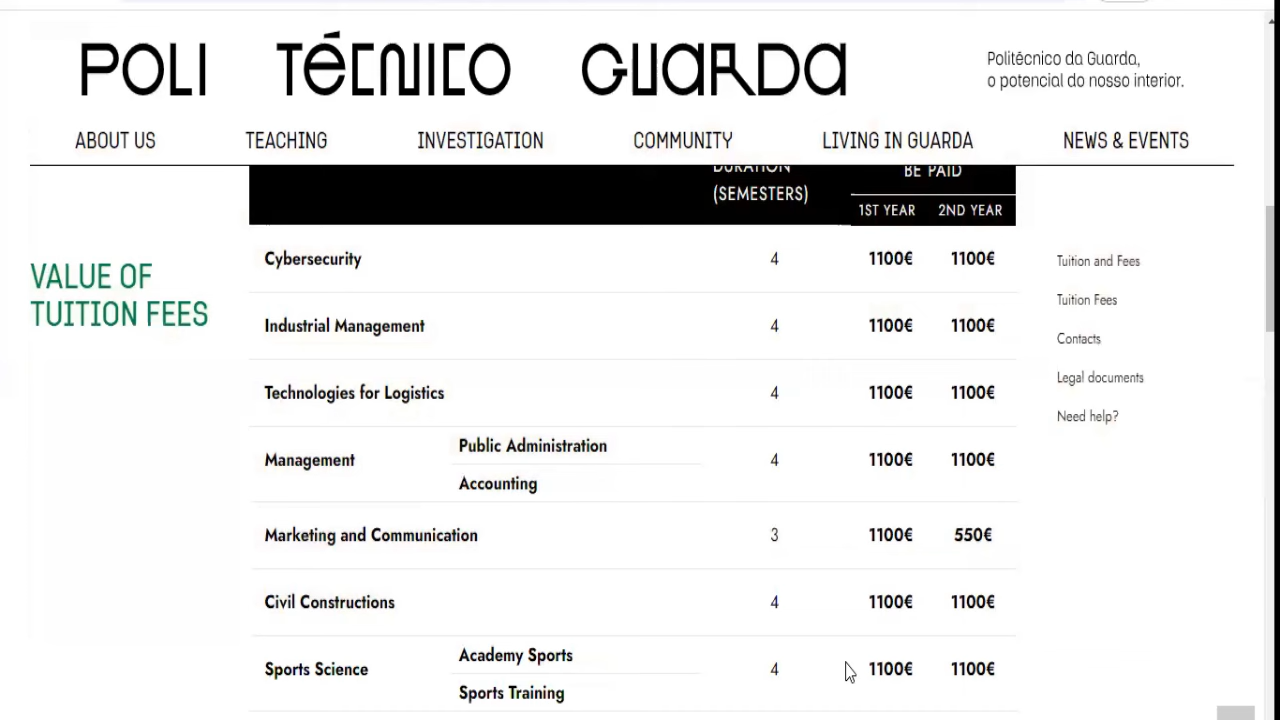 POLI TÉCNICO GUARDA
Politécnico da Guarda,
o potencial do nosso interior.
ABOUT US TEACHING INVESTIGATION COMMUNITY LIVING IN GUARDA NEWS & EVENTS
DURATION
(SEMESTERS)
BE PAID
1ST YEAR 2ND YEAR
VALUE OF
TUITION FEES
Cybersecurity 4 1100€ 1100€
Industrial Management 4 1100€ 1100€
Technologies for Logistics 4 1100€ 1100€
Management Public Administration 4 1100€ 1100€
Accounting
Marketing and Communication 3 1100€ 550€
Civil Constructions 4 1100€ 1100€
Sports Science Academy Sports 4 1100€ 1100€
Sports Training
Tuition and Fees
Tuition Fees
Contacts
Legal documents
Need help?